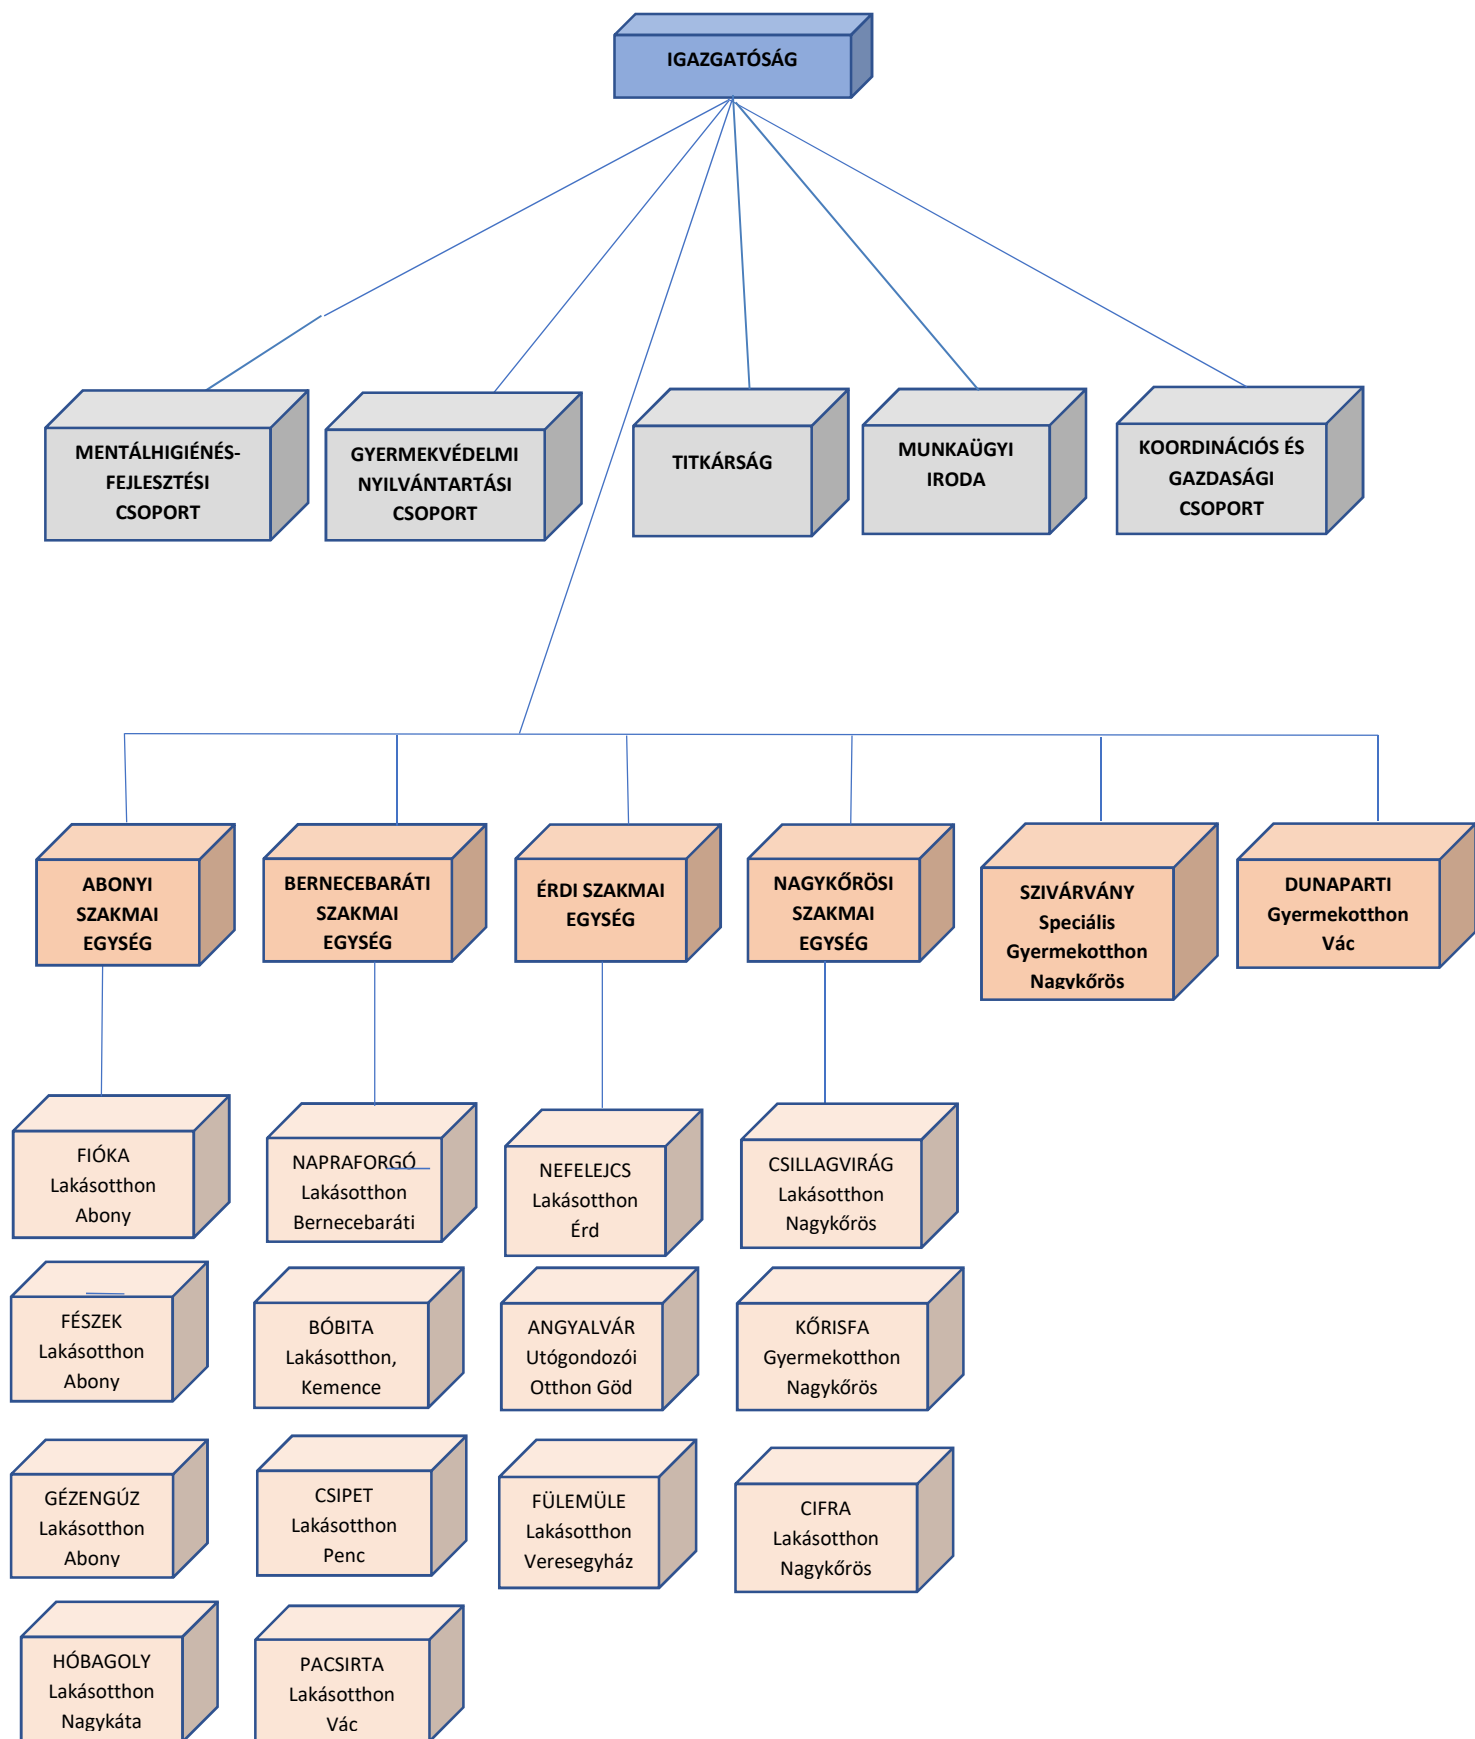 IGAZGATÓSÁG
MENTÁLHIGIÉNÉS-
FEJLESZTÉSI
CSOPORT
GYERMEKVÉDELMI
NYILVÁNTARTÁSI
CSOPORT
TITKÁRSÁG
MUNKAÜGYI
IRODA
KOORDINÁCIÓS ÉS
GAZDASÁGI
CSOPORT
ABONYI
SZAKMAI
EGYSÉG
BERNECEBARÁTI
SZAKMAI
EGYSÉG
ÉRDI SZAKMAI
EGYSÉG
NAGYKŐRÖSI
SZAKMAI
EGYSÉG
SZIVÁRVÁNY
Speciális
Gyermekotthon
Nagykőrös
DUNAPARTI
Gyermekotthon
Vác
FIÓKA
Lakásotthon
Abony
NAPRAFORGÓ
Lakásotthon
Bernecebaráti
NEFELEJCS
Lakásotthon
Érd
CSILLAGVIRÁG
Lakásotthon
Nagykőrös
FÉSZEK
Lakásotthon
Abony
BÓBITA
Lakásotthon,
Kemence
ANGYALVÁR
Utógondozói
Otthon Göd
KŐRISFA
Gyermekotthon
Nagykőrös
GÉZENGÚZ
Lakásotthon
Abony
CSIPET
Lakásotthon
Penc
FÜLEMÜLE
Lakásotthon
Veresegyház
CIFRA
Lakásotthon
Nagykőrös
HÓBAGOLY
Lakásotthon
Nagykáta
PACSIRTA
Lakásotthon
Vác